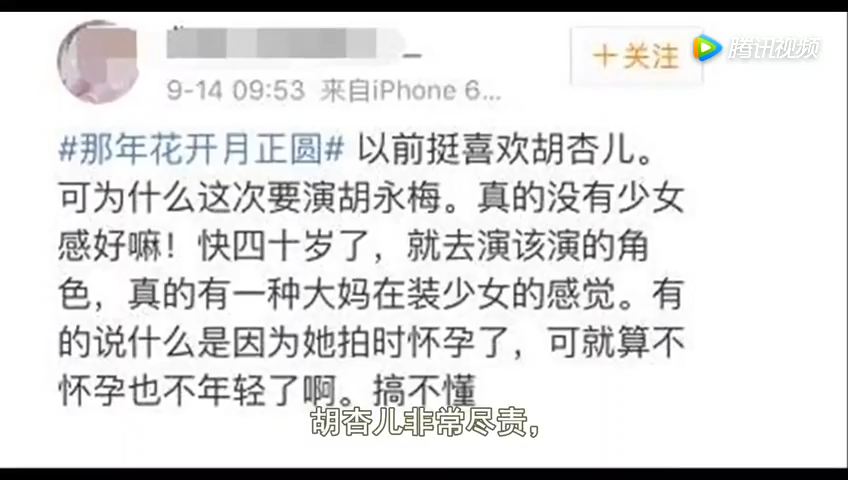 +关注
腾讯视频
9-14 09:53 来自iPhone 6...
#那年花开月正圆# 以前挺喜欢胡杏儿。
可为什么这次要演胡永梅。真的没有少女
感好嘛！快四十岁了，就去演该演的角
色，真的有一种大妈在装少女的感觉。有
的说什么是因为她拍时怀孕了，可就算不
怀孕也不年轻了啊。搞不懂
胡杏儿非常尽责,